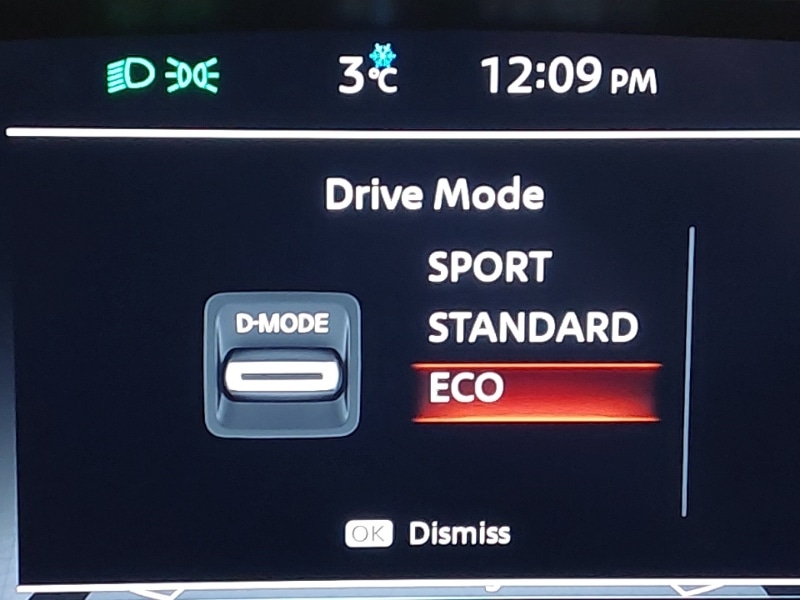 3°C 12:09 PM
Drive Mode
SPORT
STANDARD
D-MODE
ECO
OK Dismiss